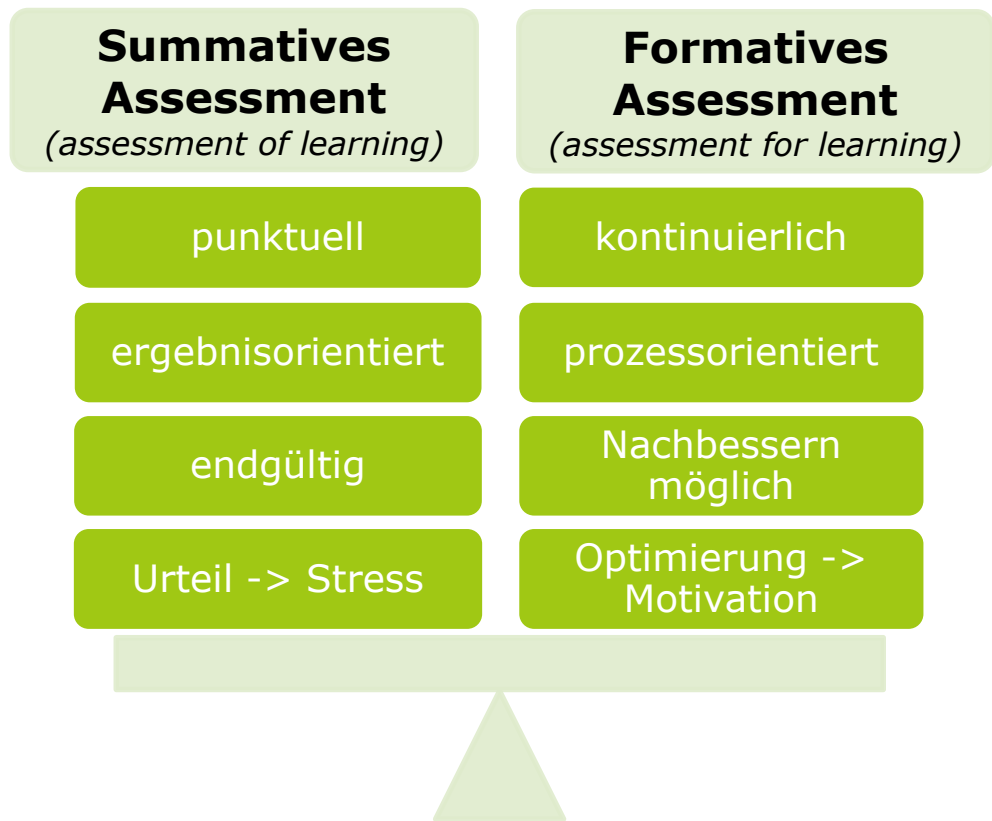 Summatives
Assessment
(assessment of learning)
Formatives
Assessment
(assessment for learning)
punktuell
kontinuierlich
ergebnisorientiert
prozessorientiert
endgültig
Nachbessern
möglich
Urteil -> Stress
Optimierung ->
Motivation